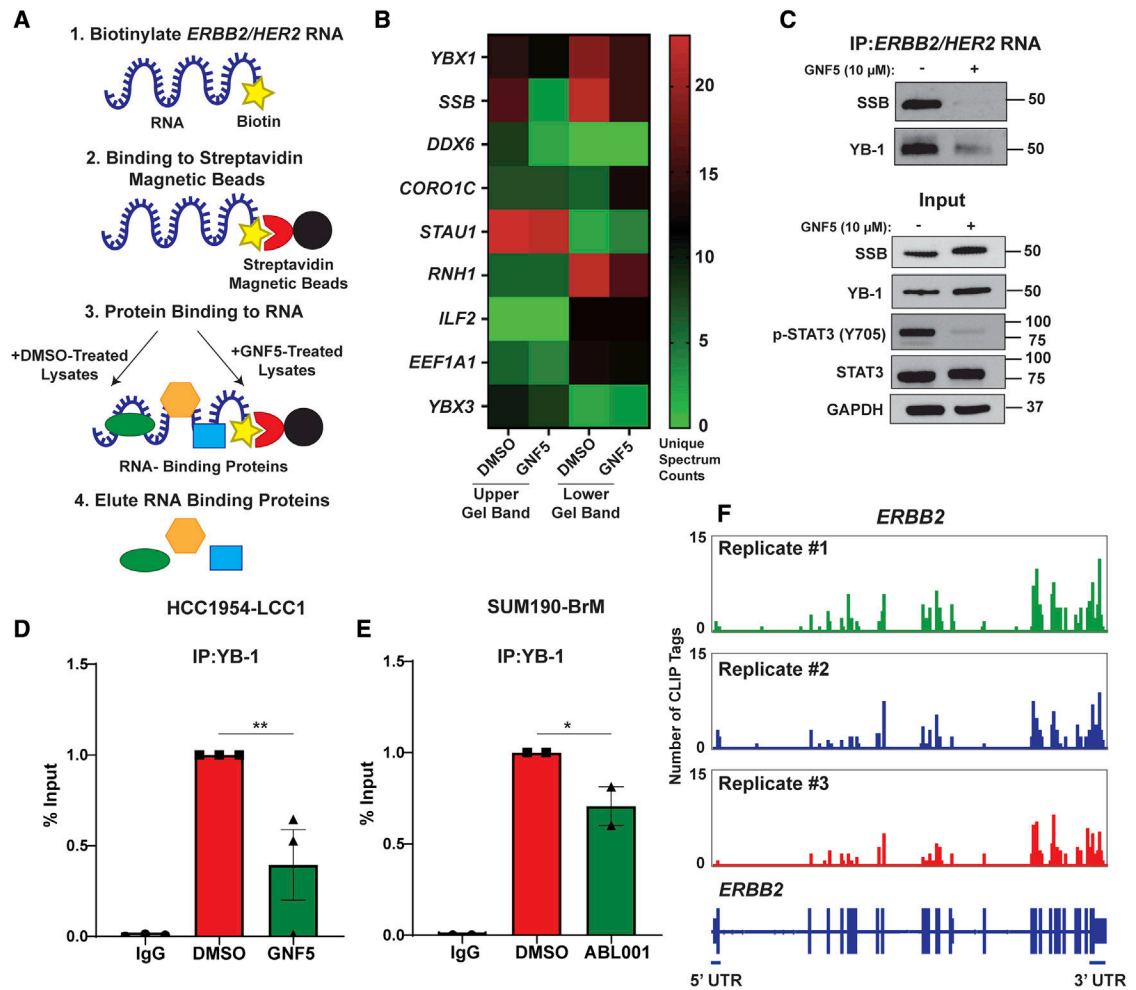 A
1. Biotinylate ERBB2/HER2 RNA
RNA
Biotin
2. Binding to Streptavidin
Magnetic Beads
Streptavidin
Magnetic Beads
3. Protein Binding to RNA
+DMSO-Treated
Lysates
+GNF5-Treated
Lysates
RNA- Binding Proteins
4. Elute RNA Binding Proteins
B
YBX1
SSB
DDX6
CORO1C
STAU1
RNH1
ILF2
EEF1A1
YBX3
DMSO
GNF5
DMSO
GNF5
Upper
Gel Band
Lower
Gel Band
20
15
10
5
0
Unique
Spectrum
Counts
C
IP:ERBB2/HER2 RNA
GNF5 (10 µM): - +
SSB 50
YB-1 50
Input
GNF5 (10 µM): - +
SSB 50
YB-1 50
p-STAT3 (Y705) 100
75
STAT3 100
75
GAPDH 37
D
HCC1954-LCC1
IP:YB-1
% Input
1.5
1.0
0.5
0.0
**
IgG
DMSO
GNF5
E
SUM190-BrM
IP:YB-1
% Input
1.5
1.0
0.5
0.0
*
IgG
DMSO
ABL001
F
ERBB2
Number of CLIP Tags
15
Replicate #1
0
15
Replicate #2
0
15
Replicate #3
0
ERBB2
5' UTR
3' UTR